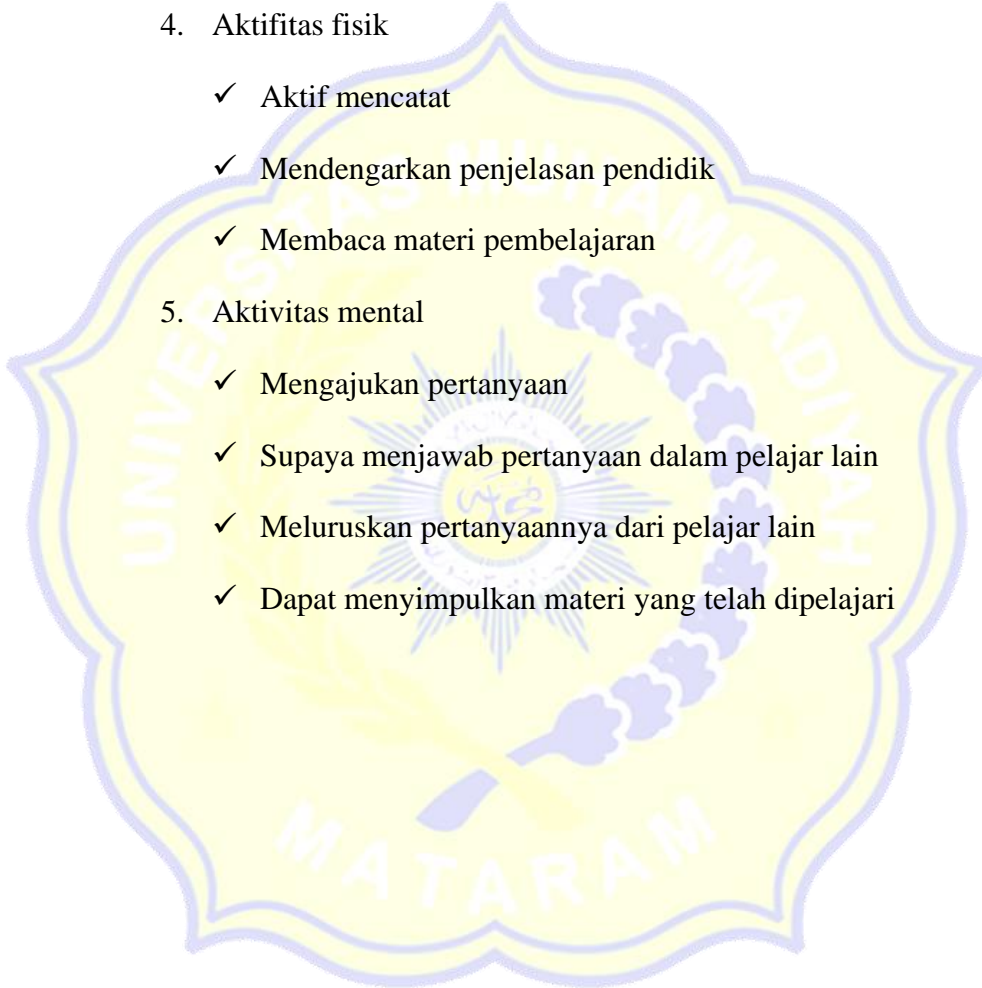 4. Aktifitas fisik
✓ Aktif mencatat
✓ Mendengarkan penjelasan pendidik
✓ Membaca materi pembelajaran
5. Aktivitas mental
✓ Mengajukan pertanyaan
✓ Supaya menjawab pertanyaan dalam pelajar lain
✓ Meluruskan pertanyaannya dari pelajar lain
✓ Dapat menyimpulkan materi yang telah dipelajari
UNIVERSITAS MUHAMMADIYAH
MATARAM